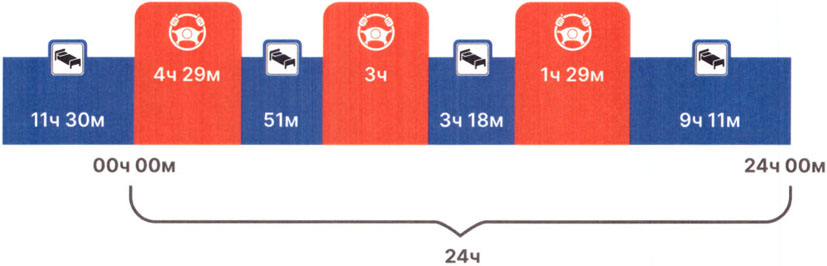 4ч 29м
3ч
1ч 29м
11ч 30м
51м
3ч 18м
9ч 11м
00ч 00м
24ч 00м
24ч